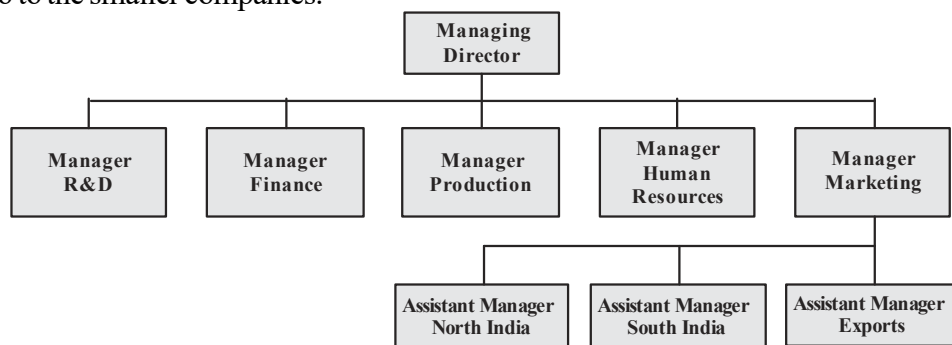 to the smaller companies.
Managing
Director
Manager
R&D
Manager
Finance
Manager
Production
Manager
Human
Resources
Manager
Marketing
Assistant Manager
North India
Assistant Manager
South India
Assistant Manager
Exports